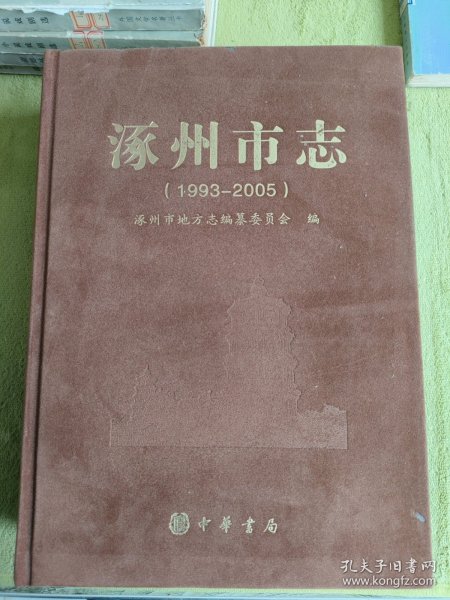 涿州市志
(1993-2005)
涿州市地方志编纂委员会 编
中華書局
孔夫子旧书网
www.kongfz.com